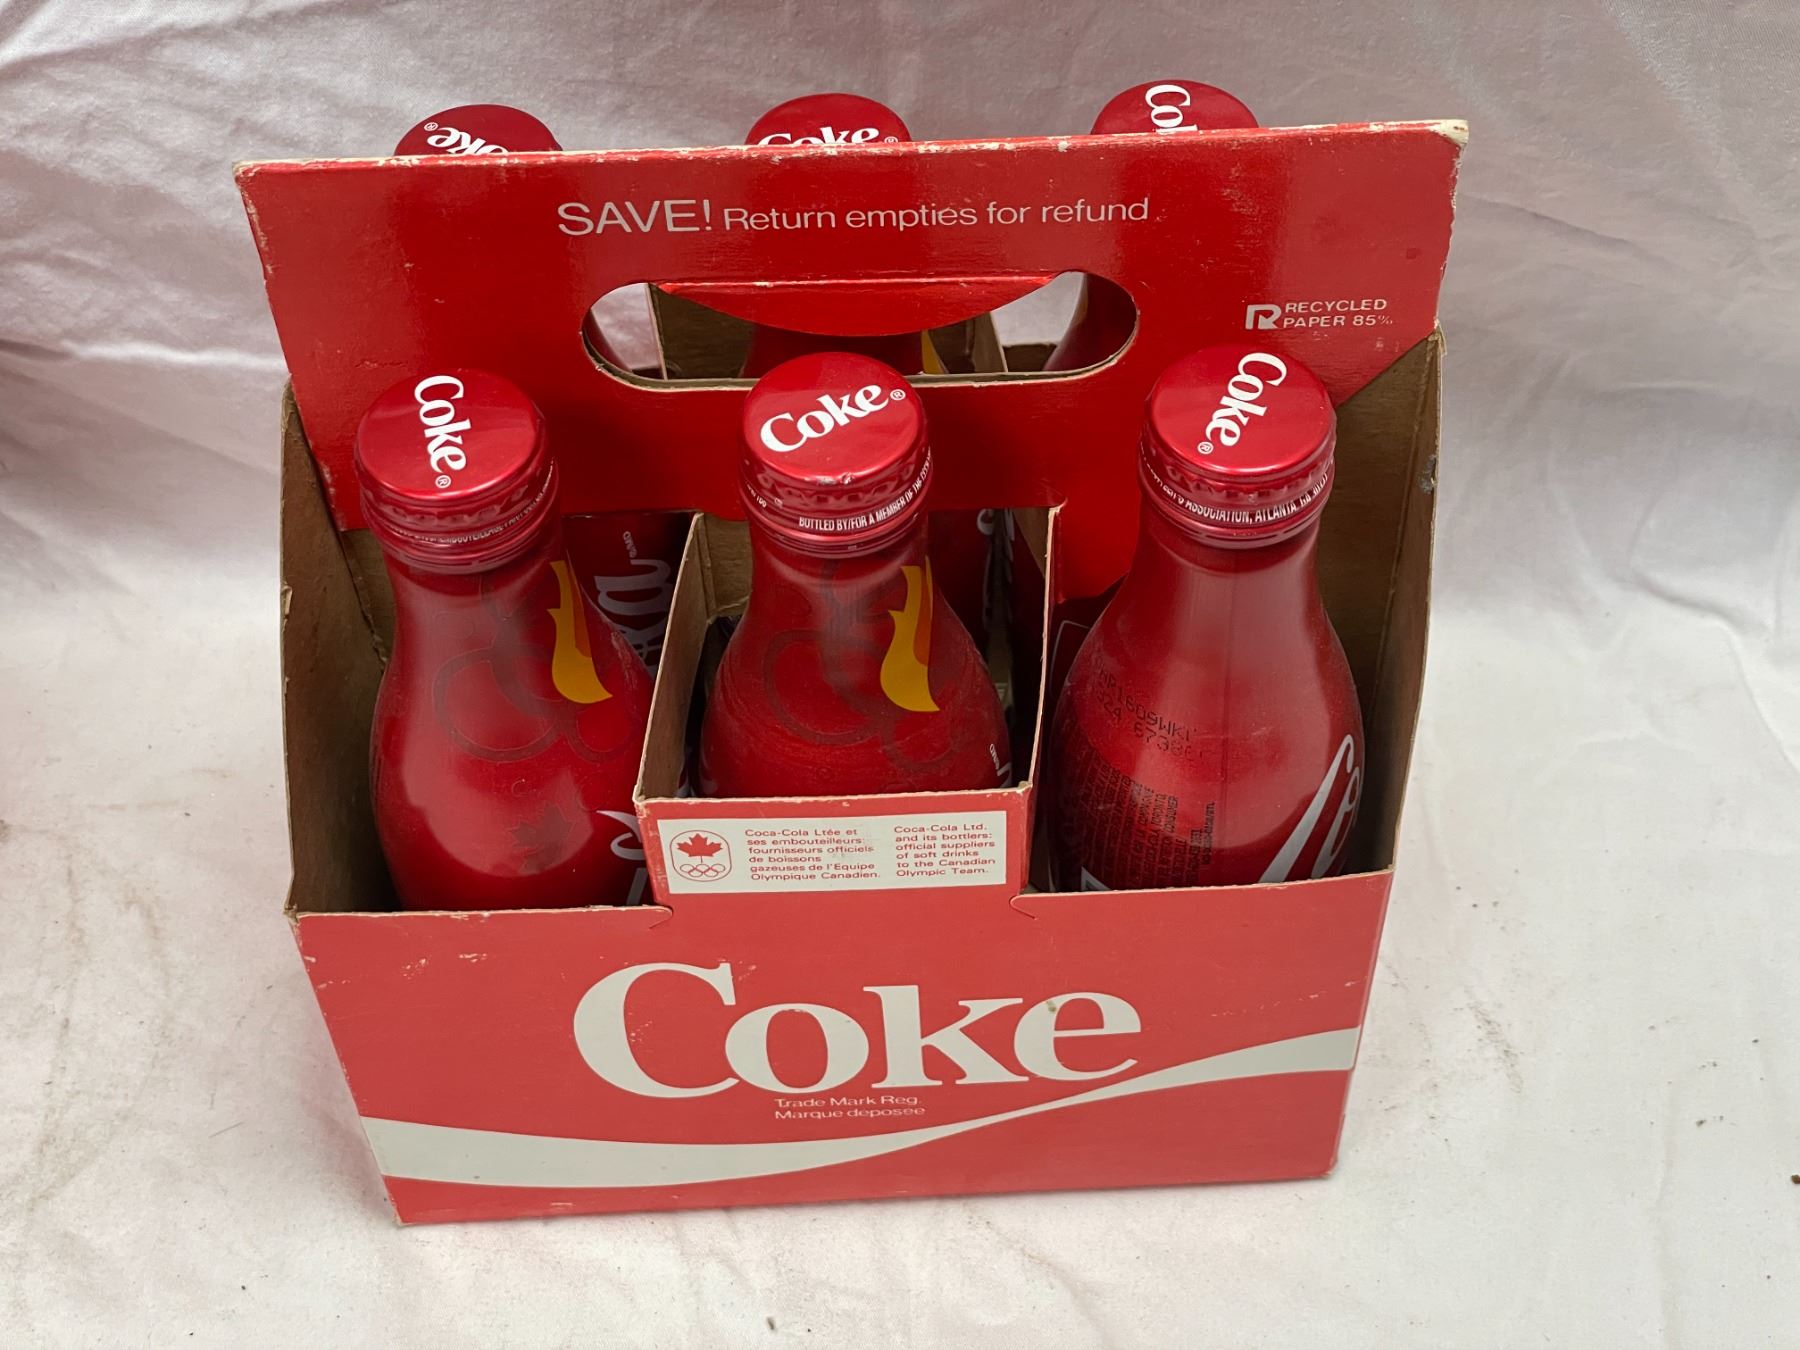 Coke®
Coke®
Co
SAVE! Return empties for refund
R RECYCLED
PAPER 85%
Coke®
Coke®
Coke®
BOTTLED BY/FOR A MEMBER OF THE
ASSOCIATION, ATLANTA, GA
Coca-Cola Ltée et
ses embouteilleurs:
fournisseurs officiels
de boissons
gazeuses de l'Equipe
Olympique Canadien.
Coca-Cola Ltd.
and its bottlers:
official suppliers
of soft drinks
to the Canadian
Olympic Team.
Coke
Trade Mark Reg.
Marque deposée